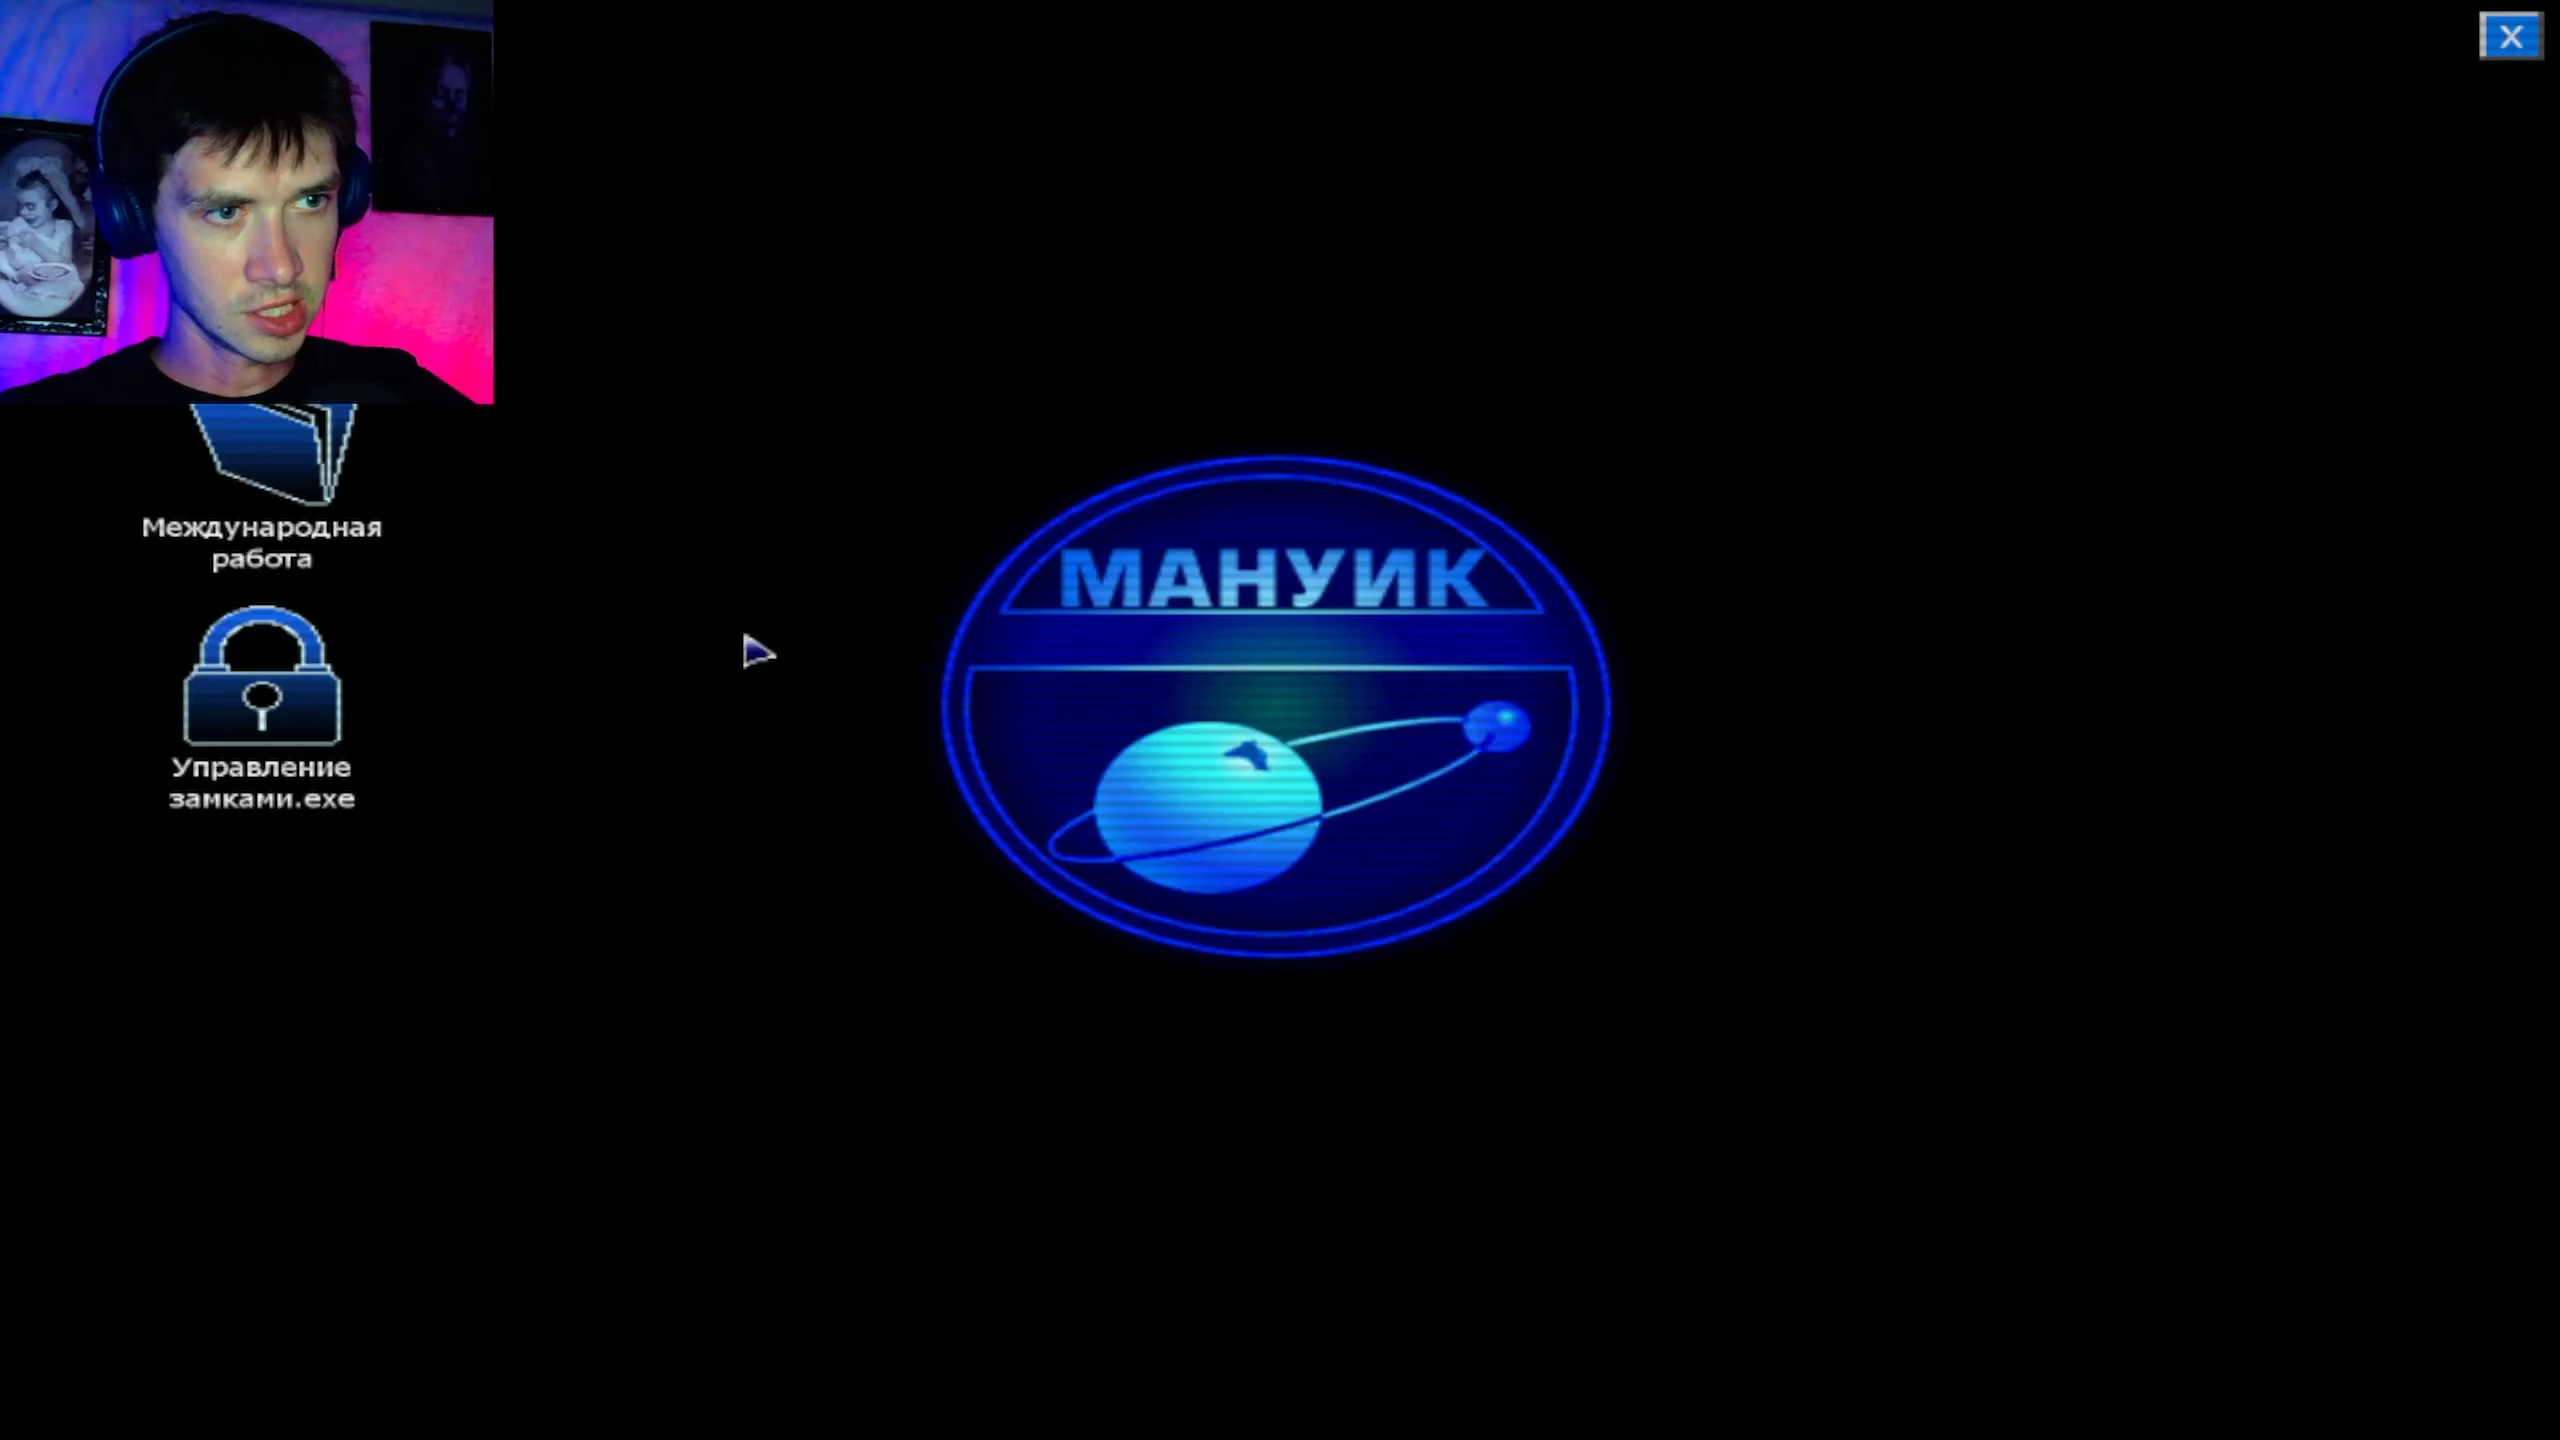 Международная
работа
Управление
замками.exe
МАНУИК
X